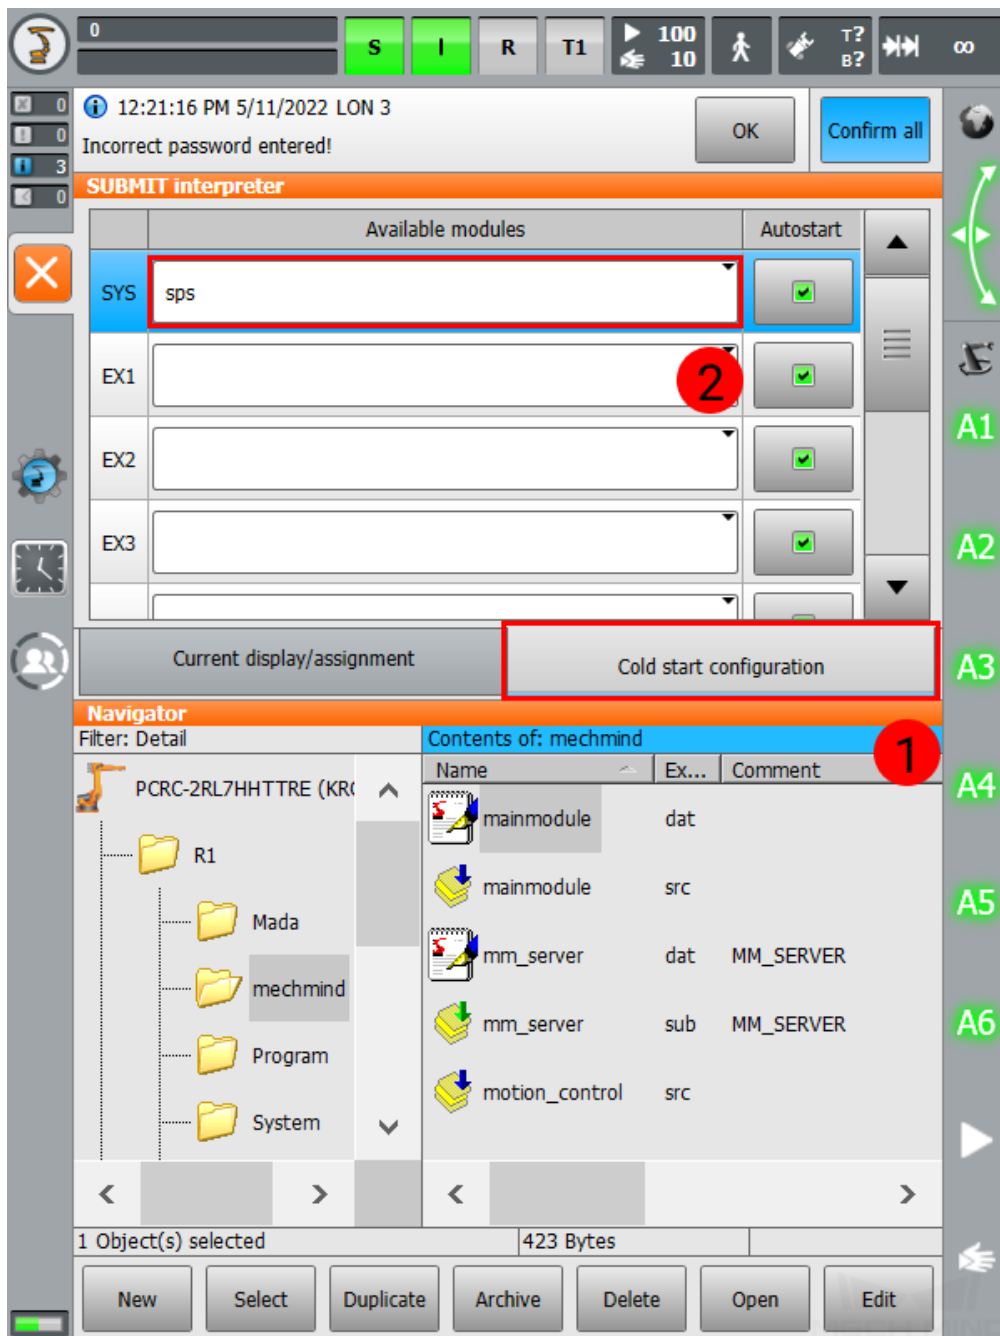 0
S I R T1 100 10 T? B? ∞
0
0
3
0
12:21:16 PM 5/11/2022 LON 3
Incorrect password entered!
OK
Confirm all
SUBMIT interpreter
Available modules Autostart
SYS sps
EX1
2
EX2
EX3
Current display/assignment Cold start configuration
1
Navigator
Filter: Detail Contents of: mechmind
Name Ex... Comment
PCRC-2RL7HHTTRE (KR
R1
Mada
mechmind
Program
System
mainmodule dat
mainmodule src
mm_server dat MM_SERVER
mm_server sub MM_SERVER
motion_control src
1 Object(s) selected 423 Bytes
New Select Duplicate Archive Delete Open Edit
A1
A2
A3
A4
A5
A6